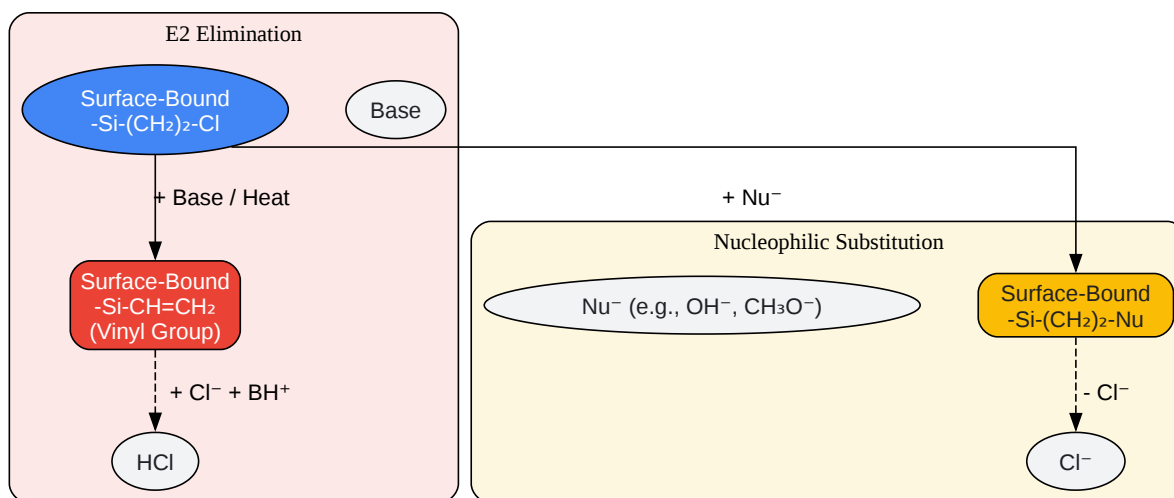 E2 Elimination
Surface-Bound
-Si-(CH₂)₂-Cl
Base
+ Base / Heat
+ Nu⁻
Surface-Bound
-Si-CH=CH₂
(Vinyl Group)
+ Cl⁻ + BH⁺
HCl
Nucleophilic Substitution
Nu⁻ (e.g., OH⁻, CH₃O⁻)
Surface-Bound
-Si-(CH₂)₂-Nu
- Cl⁻
Cl⁻